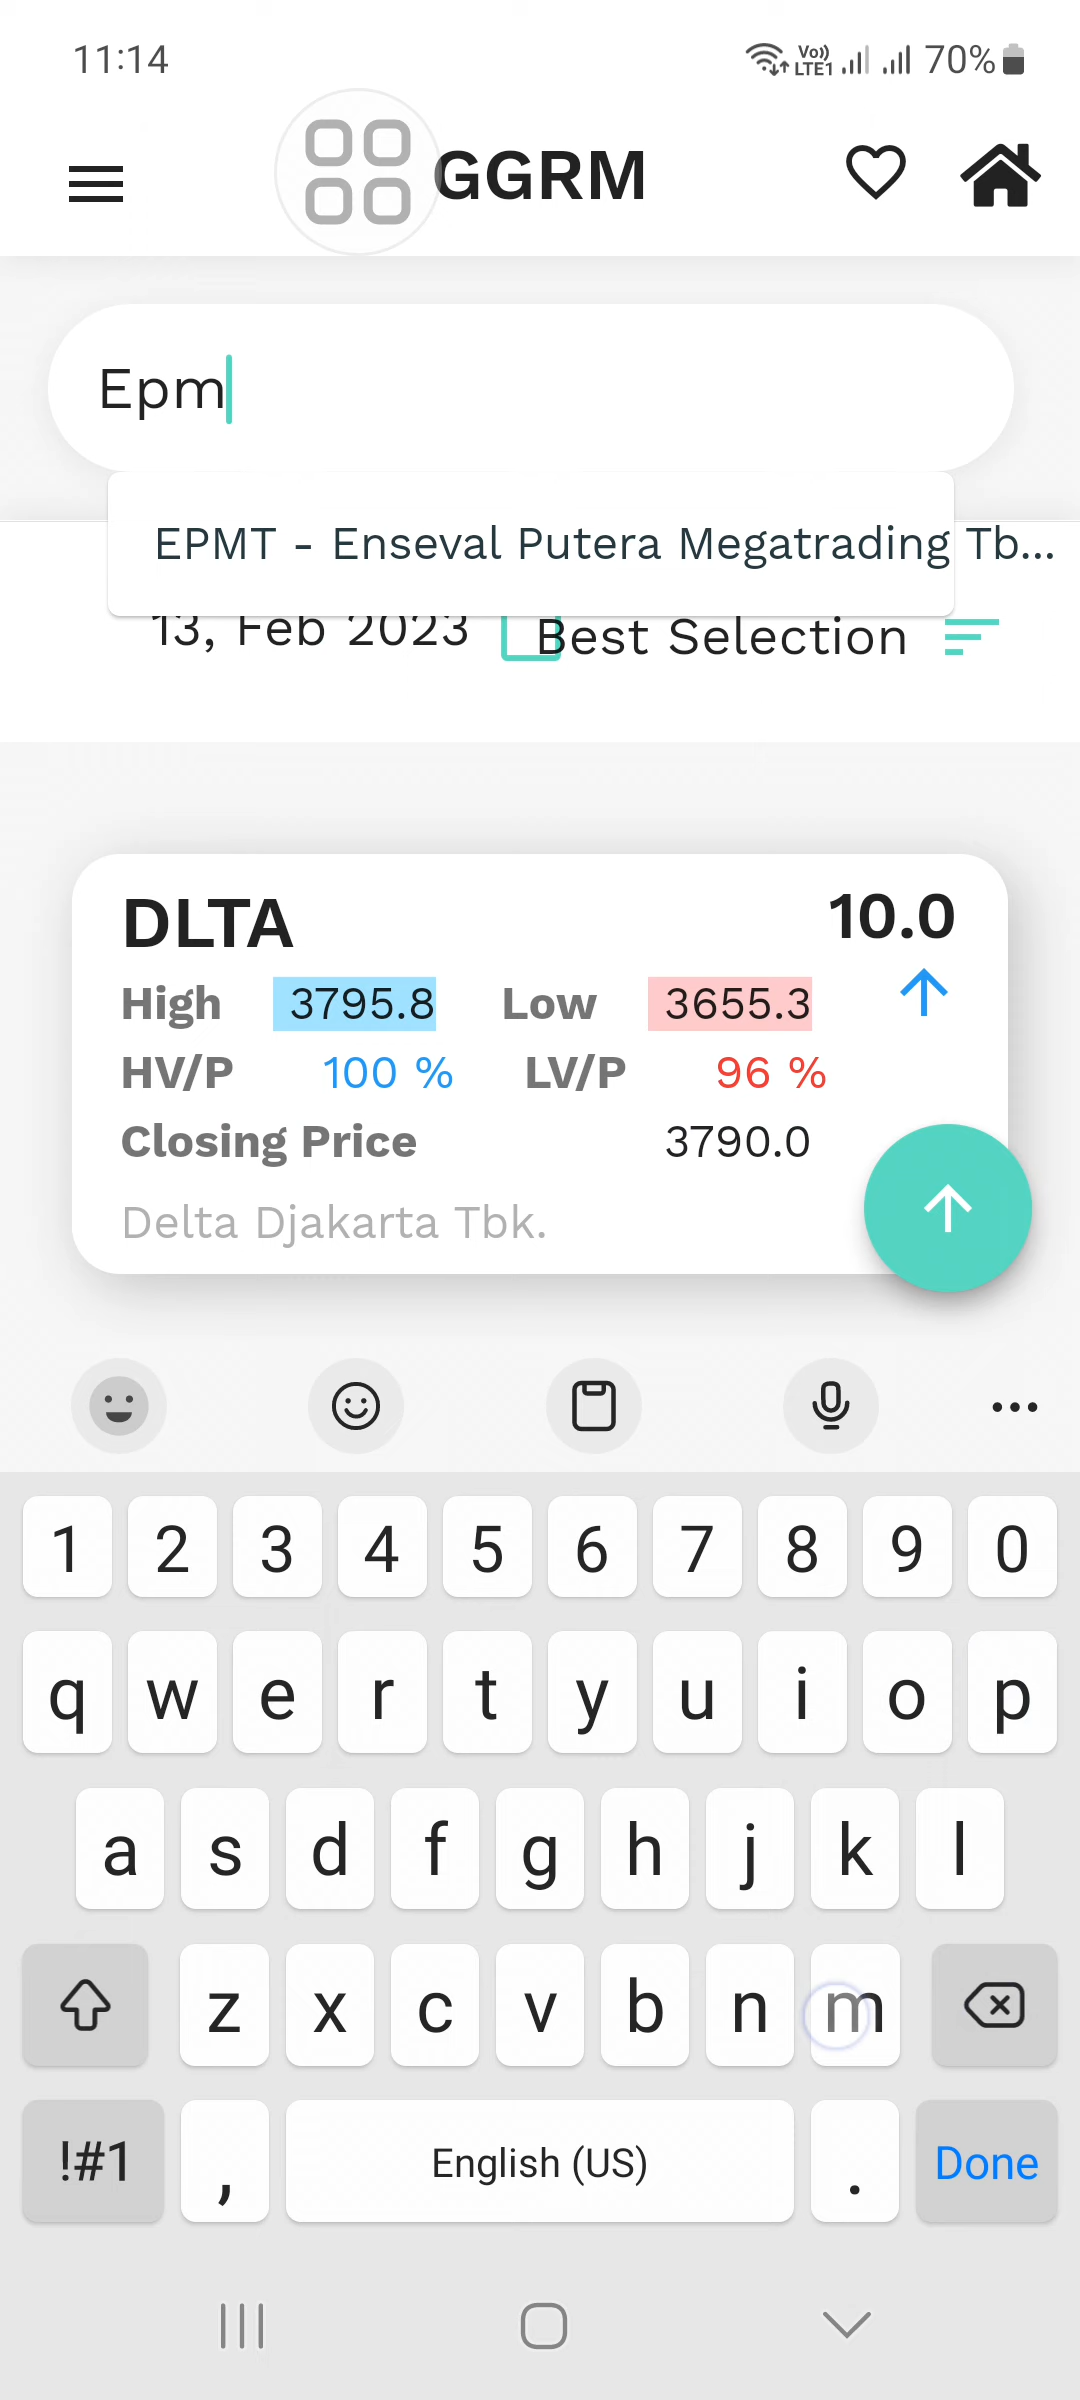 11:14
Vo)) LTE1 70%
GGRM
Epm
EPMT - Enseval Putera Megatrading Tb...
13, Feb 2023 Best Selection
DLTA 10.0
High 3795.8 Low 3655.3
HV/P 100 % LV/P 96 %
Closing Price 3790.0
Delta Djakarta Tbk.
1 2 3 4 5 6 7 8 9 0
q w e r t y u i o p
a s d f g h j k l
z x c v b n m
!#1 , English (US) . Done